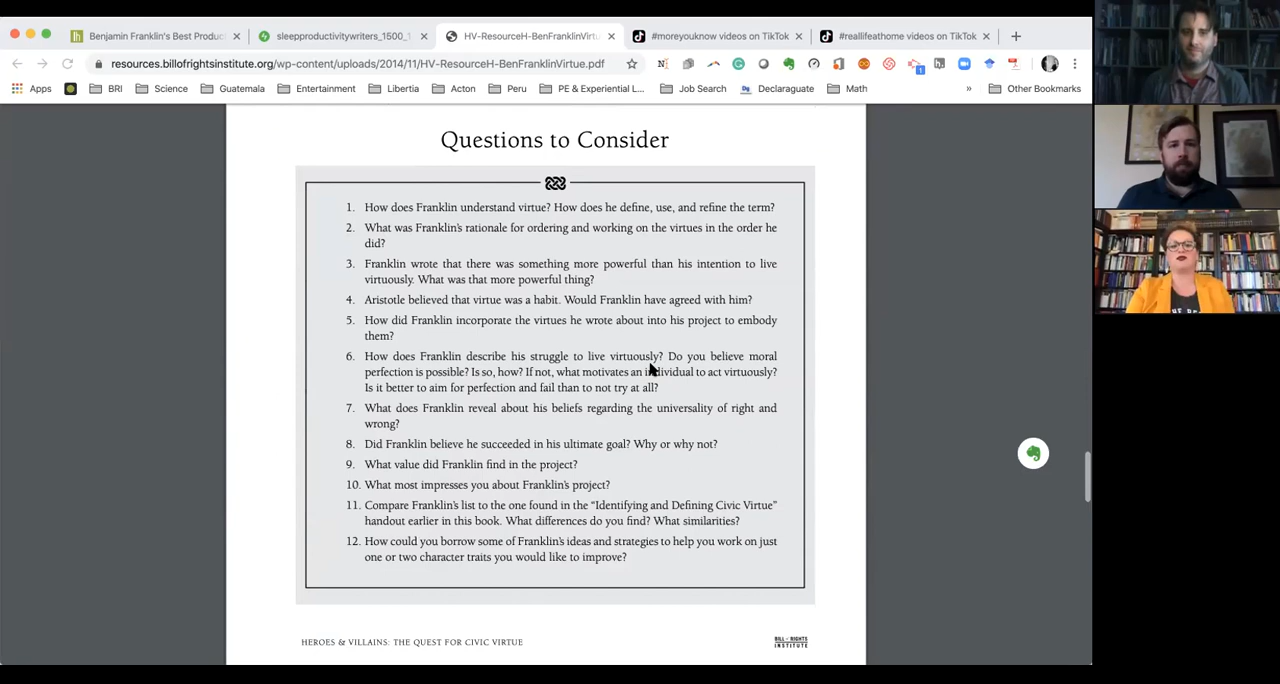 Benjamin Franklin's Best Produc
sleepproductivitywriters_1500_1
HV-ResourceH-BenFranklinVirtu
#moreyouknow videos on TikTok
#reallifeathome videos on TikTok
resources.billofrightsinstitute.org/wp-content/uploads/2014/11/HV-ResourceH-BenFranklinVirtue.pdf
1
Apps
BRI
Science
Guatemala
Entertainment
Libertia
Acton
Peru
PE & Experiential L...
Job Search
Declaraguate
Math
»
Other Bookmarks
Questions to Consider
1. How does Franklin understand virtue? How does he define, use, and refine the term?
2. What was Franklin's rationale for ordering and working on the virtues in the order he
did?
3. Franklin wrote that there was something more powerful than his intention to live
virtuously. What was that more powerful thing?
4. Aristotle believed that virtue was a habit. Would Franklin have agreed with him?
5. How did Franklin incorporate the virtues he wrote about into his project to embody
them?
6. How does Franklin describe his struggle to live virtuously? Do you believe moral
perfection is possible? Is so, how? If not, what motivates an individual to act virtuously?
Is it better to aim for perfection and fail than to not try at all?
7. What does Franklin reveal about his beliefs regarding the universality of right and
wrong?
8. Did Franklin believe he succeeded in his ultimate goal? Why or why not?
9. What value did Franklin find in the project?
10. What most impresses you about Franklin's project?
11. Compare Franklin's list to the one found in the “Identifying and Defining Civic Virtue”
handout earlier in this book. What differences do you find? What similarities?
12. How could you borrow some of Franklin's ideas and strategies to help you work on just
one or two character traits you would like to improve?
HEROES & VILLAINS: THE QUEST FOR CIVIC VIRTUE
BILL of RIGHTS
INSTITUTE